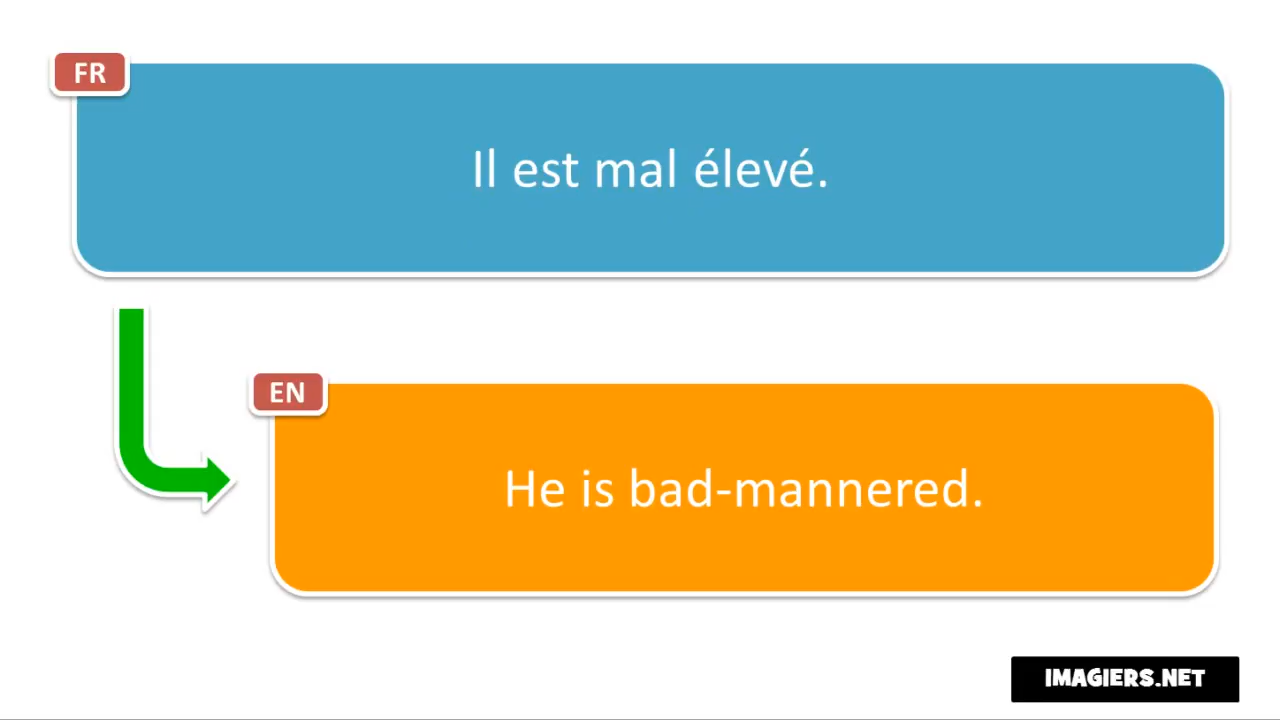 FR
Il est mal élevé.
EN
He is bad-mannered.
IMAGIERS.NET